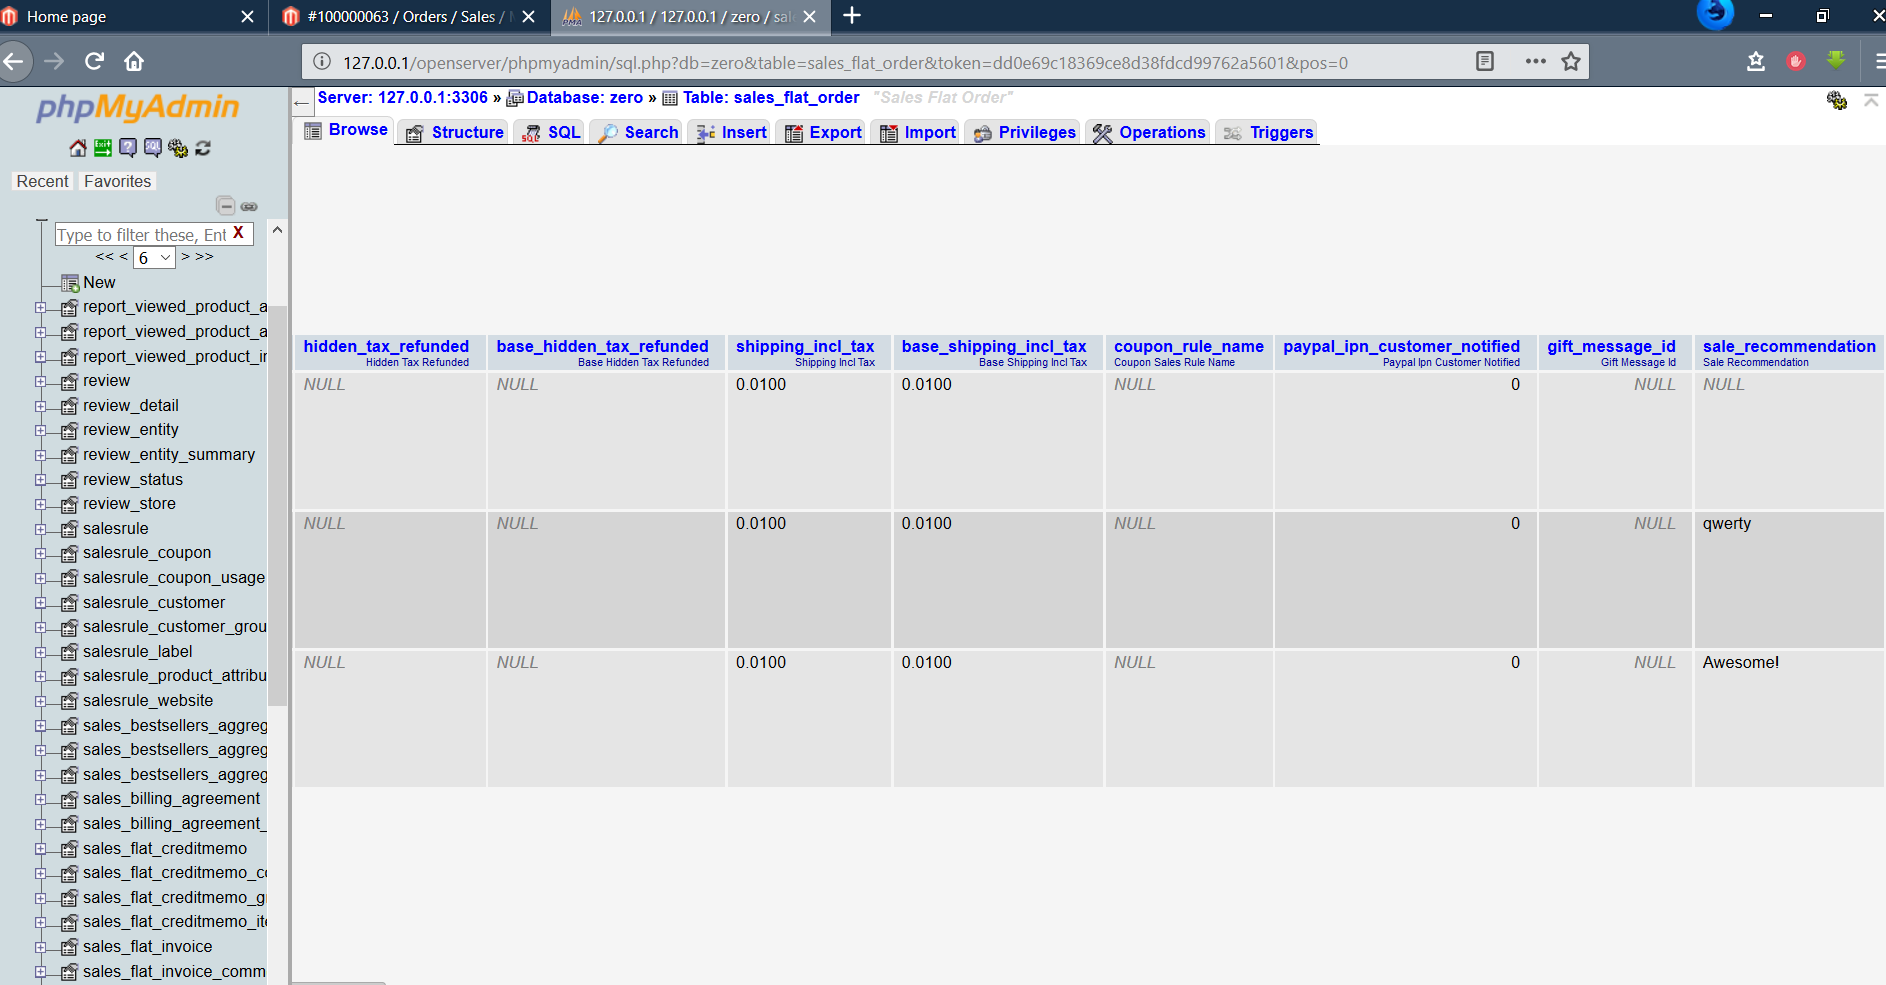 Home page
#100000063 / Orders / Sales /
127.0.0.1 / 127.0.0.1 / zero / sal
127.0.0.1/openserver/phpmyadmin/sql.php?db=zero&table=sales_flat_order&token=dd0e69c18369ce8d38fdcd99762a5601&pos=0
phpMyAdmin
Server: 127.0.0.1:3306 » Database: zero » Table: sales_flat_order "Sales Flat Order"
Browse Structure SQL Search Insert Export Import Privileges Operations Triggers
Recent Favorites
Type to filter these, Ent X
<< < 6 > >>
New
report_viewed_product_a
report_viewed_product_a
report_viewed_product_in
review
review_detail
review_entity
review_entity_summary
review_status
review_store
salesrule
salesrule_coupon
salesrule_coupon_usage
salesrule_customer
salesrule_customer_grou
salesrule_label
salesrule_product_attribu
salesrule_website
sales_bestsellers_aggreg
sales_bestsellers_aggreg
sales_bestsellers_aggreg
sales_billing_agreement
sales_billing_agreement_
sales_flat_creditmemo
sales_flat_creditmemo_co
sales_flat_creditmemo_gr
sales_flat_creditmemo_ite
sales_flat_invoice
sales_flat_invoice_comm
hidden_tax_refunded base_hidden_tax_refunded shipping_incl_tax base_shipping_incl_tax coupon_rule_name paypal_ipn_customer_notified gift_message_id sale_recommendation
Hidden Tax Refunded Base Hidden Tax Refunded Shipping Incl Tax Base Shipping Incl Tax Coupon Sales Rule Name Paypal Ipn Customer Notified Gift Message Id Sale Recommendation
NULL NULL 0.0100 0.0100 NULL 0 NULL NULL
NULL NULL 0.0100 0.0100 NULL 0 NULL qwerty
NULL NULL 0.0100 0.0100 NULL 0 NULL Awesome!